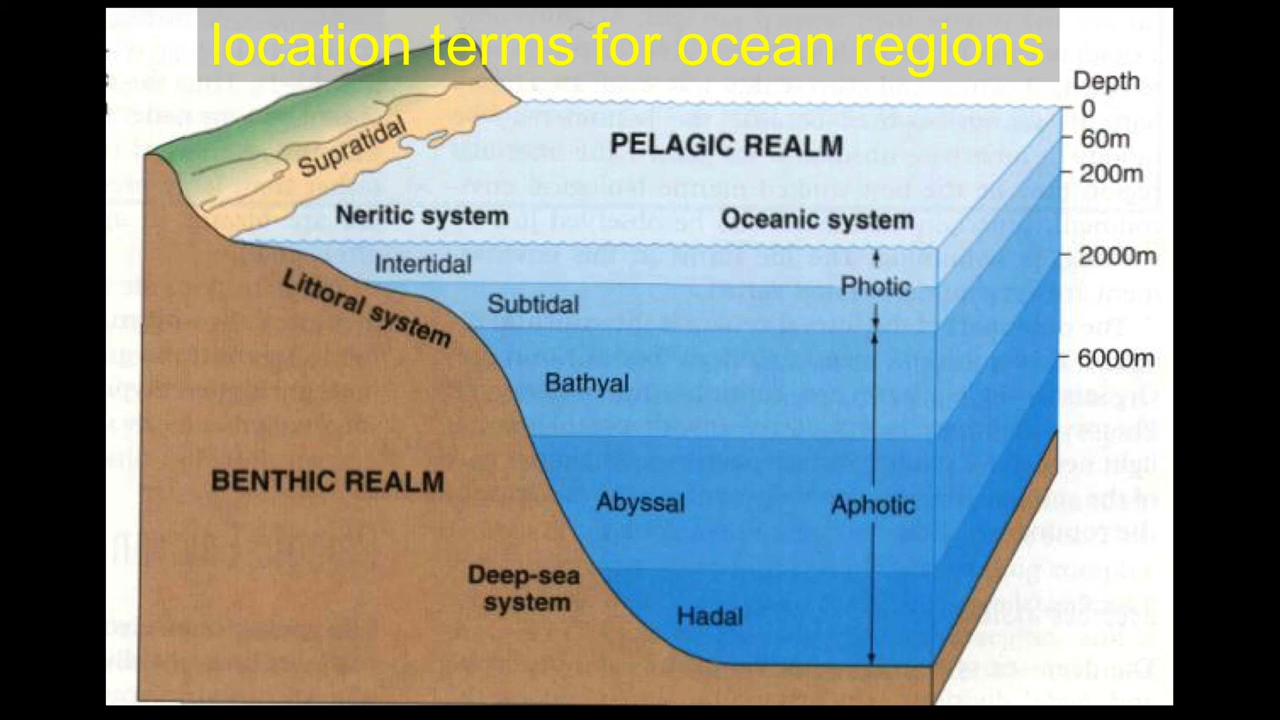 location terms for ocean regions
Depth
0
60m
200m
2000m
6000m
Supratidal
PELAGIC REALM
Neritic system
Oceanic system
Intertidal
Littoral system
Subtidal
Photic
Bathyal
BENTHIC REALM
Abyssal
Aphotic
Deep-sea
system
Hadal